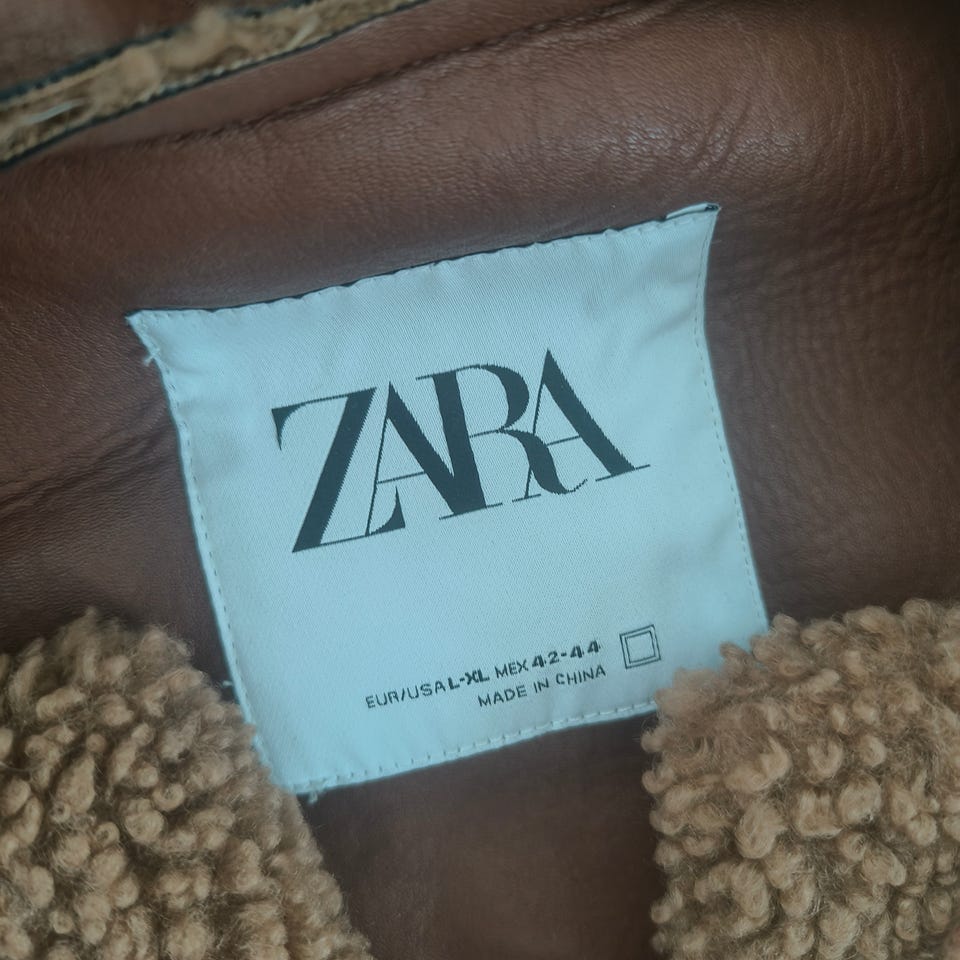 ZARA
EUR/USA L-XL MEX 42-44
MADE IN CHINA